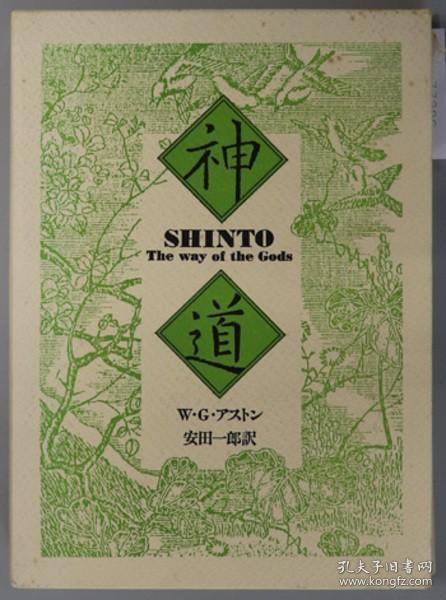 神
SHINTO
The way of the Gods
道
W・G・アストン
安田一郎訳
孔夫子旧书网
www.kongfz.com